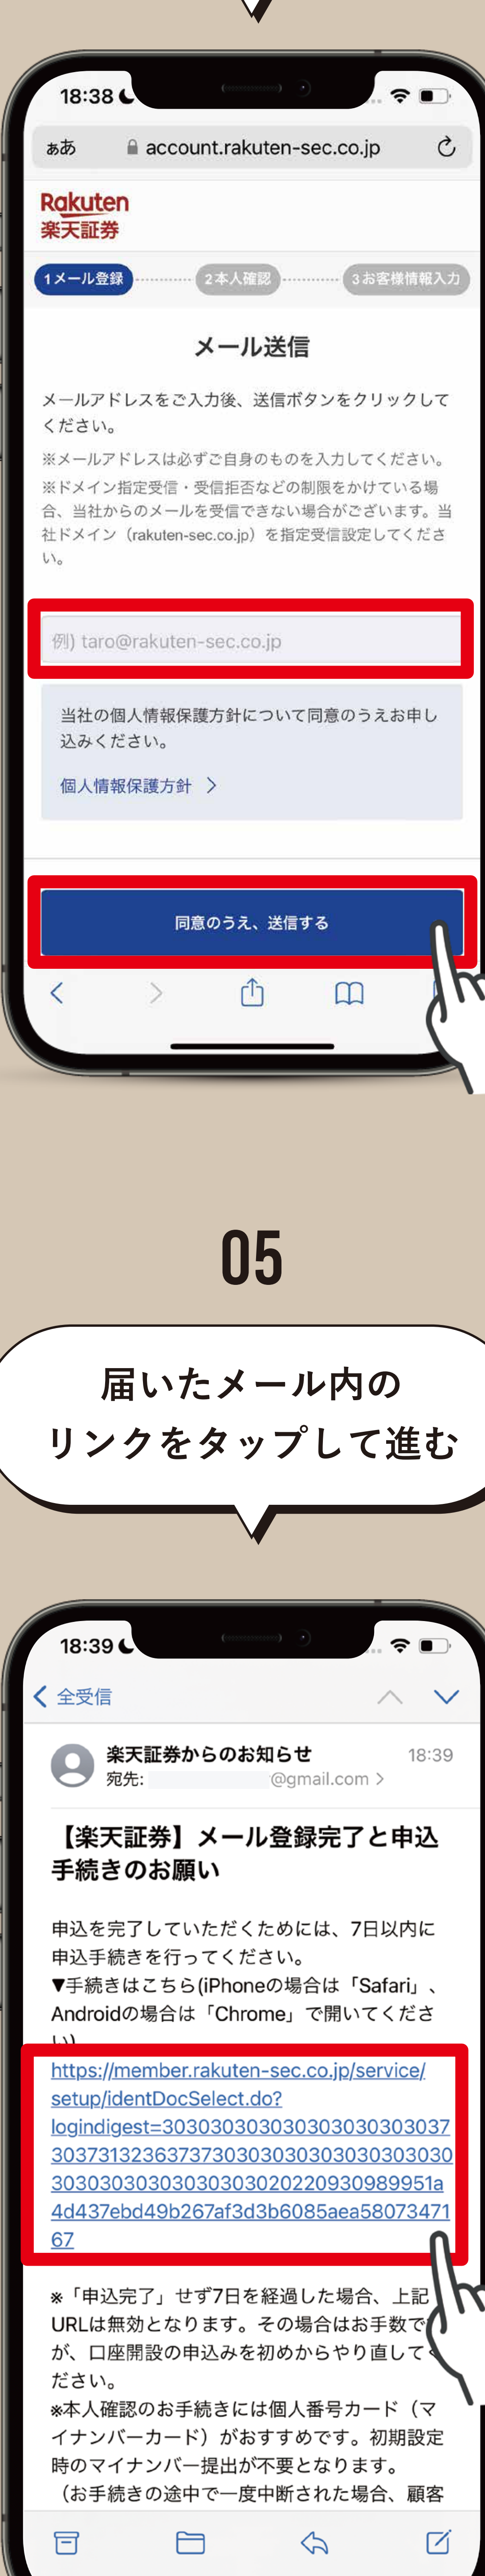 18:38
ぁあ account.rakuten-sec.co.jp
Rakuten
楽天証券
1メール登録 2本人確認 3お客様情報入力
メール送信
メールアドレスをご入力後、送信ボタンをクリックして
ください。
※メールアドレスは必ずご自身のものを入力してください。
※ドメイン指定受信・受信拒否などの制限をかけている場
合、当社からのメールを受信できない場合がございます。当
社ドメイン（rakuten-sec.co.jp）を指定受信設定してくださ
い。
例) taro@rakuten-sec.co.jp
当社の個人情報保護方針について同意のうえお申し
込みください。
個人情報保護方針
同意のうえ、送信する
05
届いたメール内の
リンクをタップして進む
18:39
全受信
楽天証券からのお知らせ 18:39
宛先: @gmail.com
【楽天証券】メール登録完了と申込
手続きのお願い
申込を完了していただくためには、7日以内に
申込手続きを行ってください。
▼手続きはこちら(iPhoneの場合は「Safari」、
Androidの場合は「Chrome」で開いてくださ
い)
https://member.rakuten-sec.co.jp/service/
setup/identDocSelect.do?
logindigest=303030303030303030303037
30373132363737303030303030303030
30303030303030303020220930989951a
4d437ebd49b267af3d3b6085aea58073471
67
※「申込完了」せず7日を経過した場合、上記
URLは無効となります。その場合はお手数で
が、口座開設の申込みを初めからやり直してく
ださい。
※本人確認のお手続きには個人番号カード（マ
イナンバーカード）がおすすめです。初期設定
時のマイナンバー提出が不要となります。
（お手続きの途中で一度中断された場合、顧客